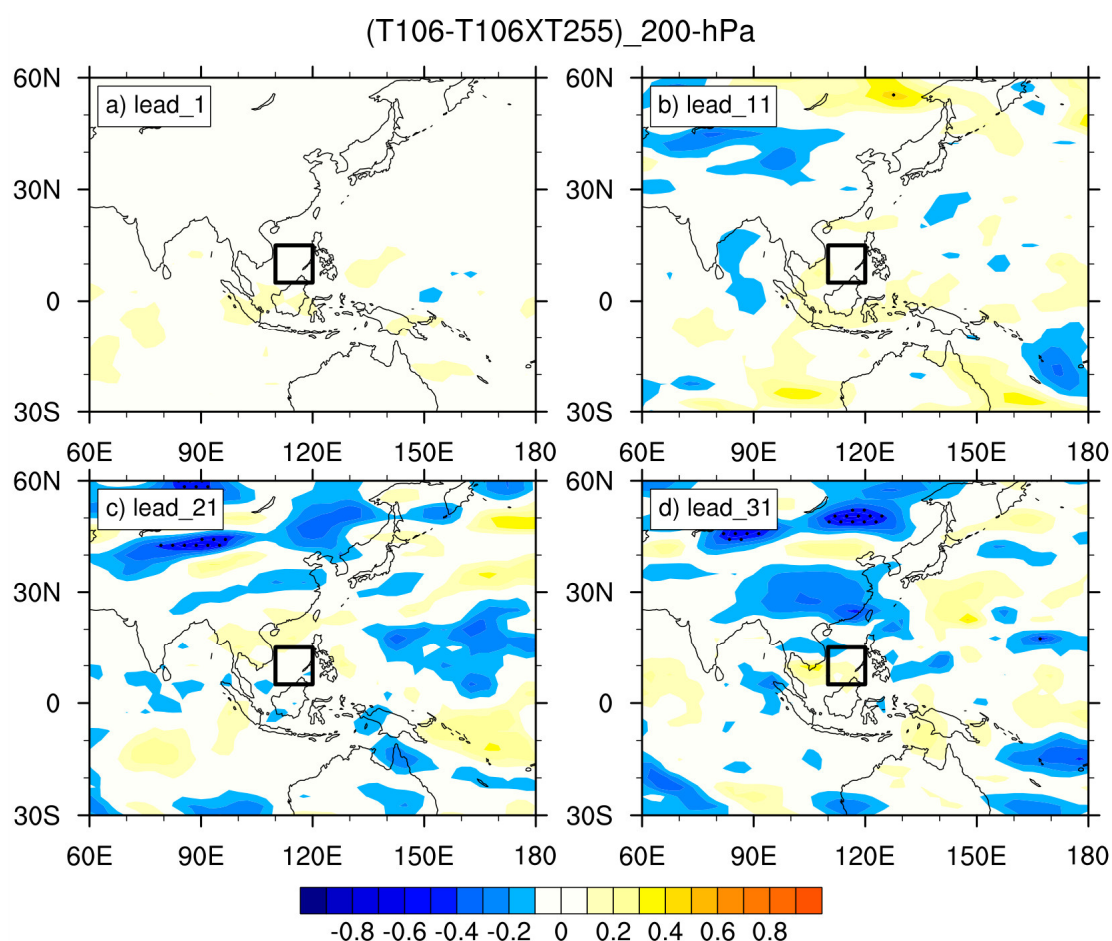 (T106-T106XT255)_200-hPa
60N
a) lead_1
30N
0
30S
60E 90E 120E 150E 180
60N
b) lead_11
30N
0
30S
60E 90E 120E 150E 180
60N
c) lead_21
30N
0
30S
60E 90E 120E 150E 180
60N
d) lead_31
30N
0
30S
60E 90E 120E 150E 180
-0.8 -0.6 -0.4 -0.2 0 0.2 0.4 0.6 0.8